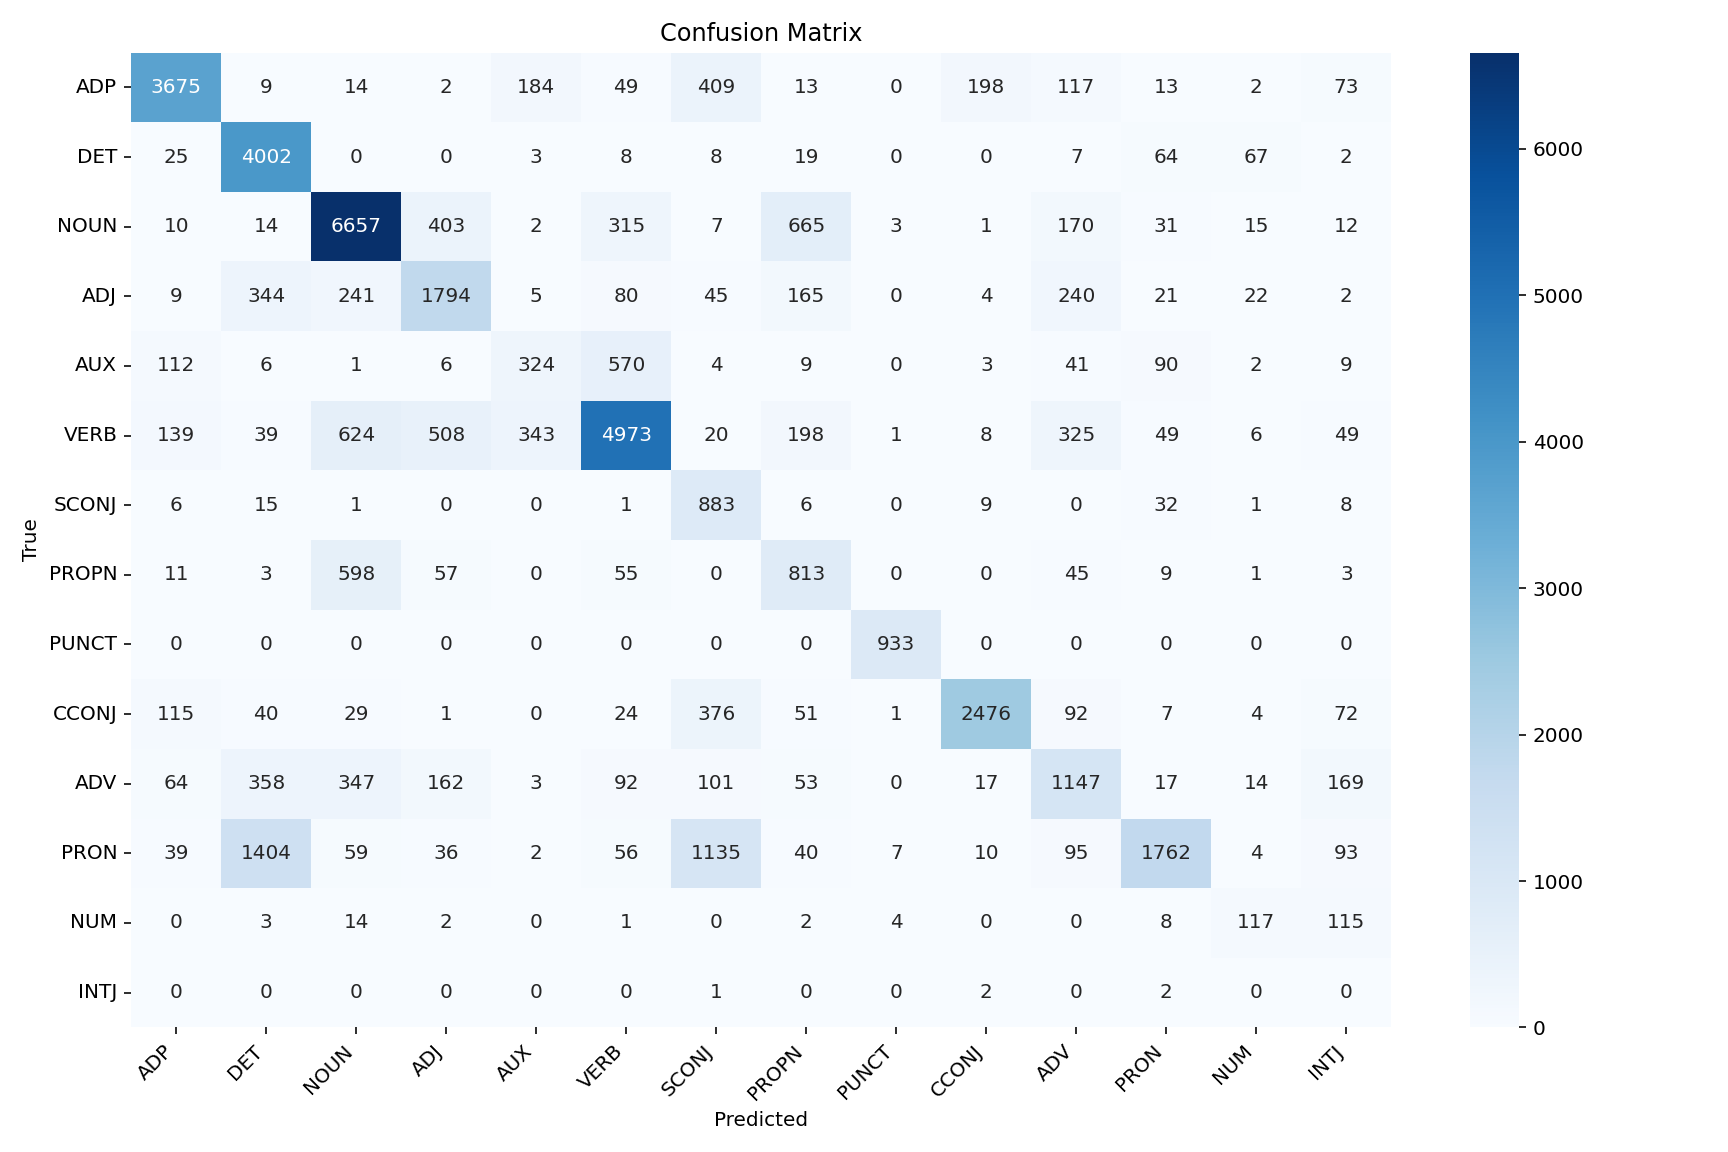 Confusion Matrix
ADP 3675 9 14 2 184 49 409 13 0 198 117 13 2 73
DET 25 4002 0 0 3 8 8 19 0 0 7 64 67 2
NOUN 10 14 6657 403 2 315 7 665 3 1 170 31 15 12
ADJ 9 344 241 1794 5 80 45 165 0 4 240 21 22 2
AUX 112 6 1 6 324 570 4 9 0 3 41 90 2 9
VERB 139 39 624 508 343 4973 20 198 1 8 325 49 6 49
SCONJ 6 15 1 0 0 1 883 6 0 9 0 32 1 8
PROPN 11 3 598 57 0 55 0 813 0 0 45 9 1 3
PUNCT 0 0 0 0 0 0 0 0 933 0 0 0 0 0
CCONJ 115 40 29 1 0 24 376 51 1 2476 92 7 4 72
ADV 64 358 347 162 3 92 101 53 0 17 1147 17 14 169
PRON 39 1404 59 36 2 56 1135 40 7 10 95 1762 4 93
NUM 0 3 14 2 0 1 0 2 4 0 0 8 117 115
INTJ 0 0 0 0 0 0 1 0 0 2 0 2 0 0
True
ADP DET NOUN ADJ AUX VERB SCONJ PROPN PUNCT CCONJ ADV PRON NUM INTJ
Predicted
6000
5000
4000
3000
2000
1000
0